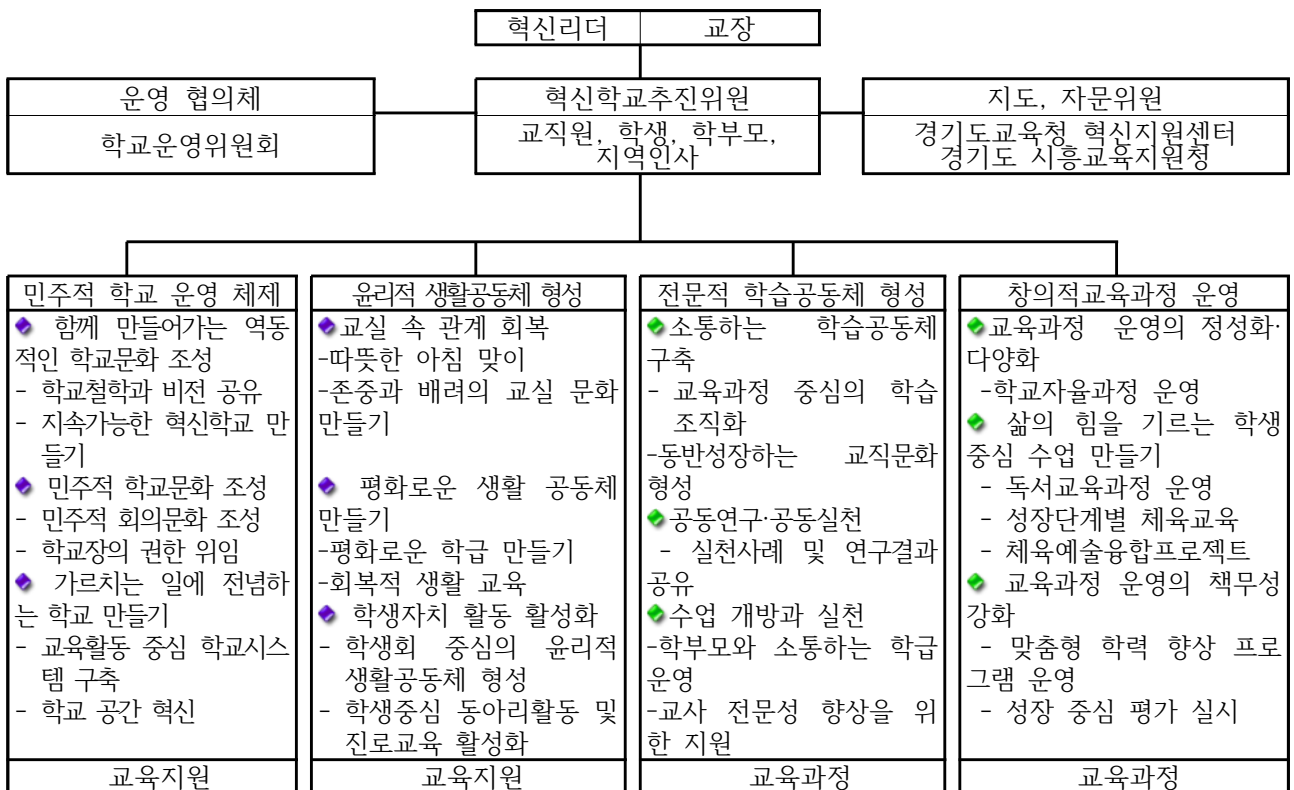 혁신리더 교장
운영 협의체
학교운영위원회
혁신학교추진위원
교직원, 학생, 학부모,
지역인사
지도, 자문위원
경기도교육청 혁신지원센터
경기도 시흥교육지원청
민주적 학교 운영 체제
함께 만들어가는 역동
적인 학교문화 조성
- 학교철학과 비전 공유
- 지속가능한 혁신학교 만
들기
민주적 학교문화 조성
- 민주적 회의문화 조성
- 학교장의 권한 위임
가르치는 일에 전념하
는 학교 만들기
- 교육활동 중심 학교시스
템 구축
- 학교 공간 혁신
교육지원
윤리적 생활공동체 형성
교실 속 관계 회복
-따뜻한 아침 맞이
-존중과 배려의 교실 문화
만들기
평화로운 생활 공동체
만들기
-평화로운 학급 만들기
-회복적 생활 교육
학생자치 활동 활성화
- 학생회 중심의 윤리적
생활공동체 형성
- 학생중심 동아리활동 및
진로교육 활성화
교육지원
전문적 학습공동체 형성
소통하는 학습공동체
구축
- 교육과정 중심의 학습
조직화
-동반성장하는 교직문화
형성
공동연구·공동실천
- 실천사례 및 연구결과
공유
수업 개방과 실천
-학부모와 소통하는 학급
운영
-교사 전문성 향상을 위
한 지원
교육과정
창의적교육과정 운영
교육과정 운영의 정성화·
다양화
-학교자율과정 운영
삶의 힘을 기르는 학생
중심 수업 만들기
- 독서교육과정 운영
- 성장단계별 체육교육
- 체육예술융합프로젝트
교육과정 운영의 책무성
강화
- 맞춤형 학력 향상 프로
그램 운영
- 성장 중심 평가 실시
교육과정